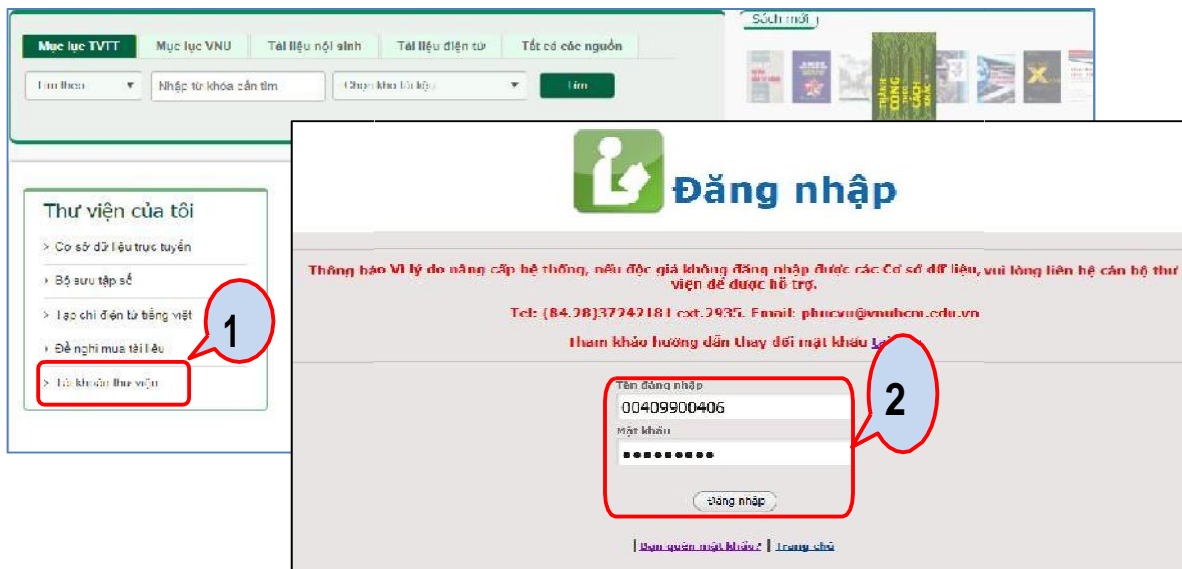 Mục lục TVTT
Mục lục VNU
Tài liệu nội sinh
Tài liệu điện tử
Tất cả các nguồn
Sách mới
Tìm theo
Nhập từ khóa cần tìm
Chọn kho tài liệu
Tìm
THÀNH CÔNG THEO CÁCH KHÁC
Thư viện của tôi
> Cơ sở dữ liệu trực tuyến
> Bộ sưu tập số
> Tạp chí điện tử tiếng việt
> Đề nghị mua tài liệu
> Tài khoản thư viện
1
Đăng nhập
Thông báo Vì lý do nâng cấp hệ thống, nếu độc giả không đăng nhập được các Cơ sở dữ liệu, vui lòng liên hệ cán bộ thư
viện để được hỗ trợ.
Tel: (84.28)37242181 ext.2935. Email: phucvu@vnuhcm.edu.vn
Tham khảo hướng dẫn thay đổi mật khẩu
Tên đăng nhập
00409900406
Mật khẩu
•••••••••
2
Đăng nhập
| Bạn quên mật khẩu? | Trang chủ